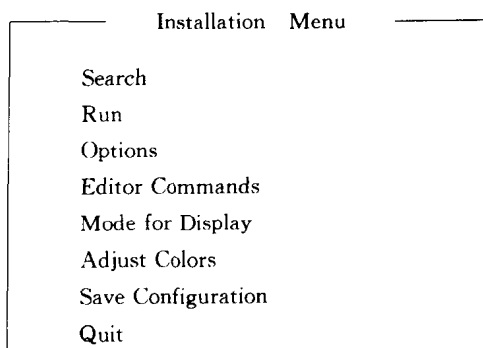 Installation Menu
Search
Run
Options
Editor Commands
Mode for Display
Adjust Colors
Save Configuration
Quit